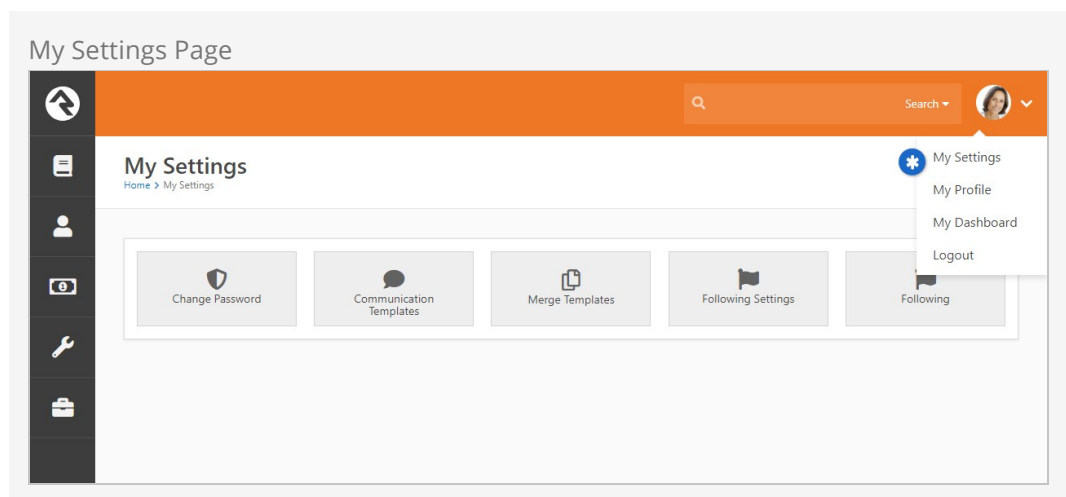 My Settings Page
Search
My Settings
Home > My Settings
My Settings
My Profile
My Dashboard
Logout
Change Password
Communication
Templates
Merge Templates
Following Settings
Following